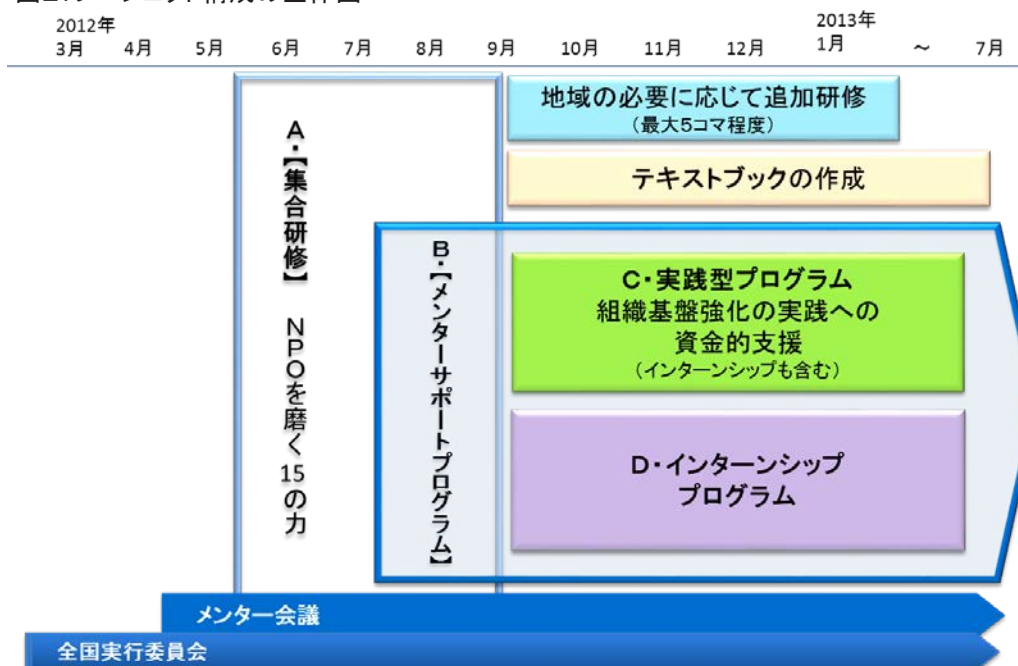 2012年
3月 4月 5月 6月 7月 8月 9月 10月 11月 12月
2013年
1月 ～ 7月
地域の必要に応じて追加研修
（最大5コマ程度）
テキストブックの作成
A・【集合研修】 NPOを磨く15の力
B・【メンターサポートプログラム】
C・実践型プログラム
組織基盤強化の実践への
資金的支援
（インターンシップも含む）
D・インターンシップ
プログラム
メンター会議
全国実行委員会